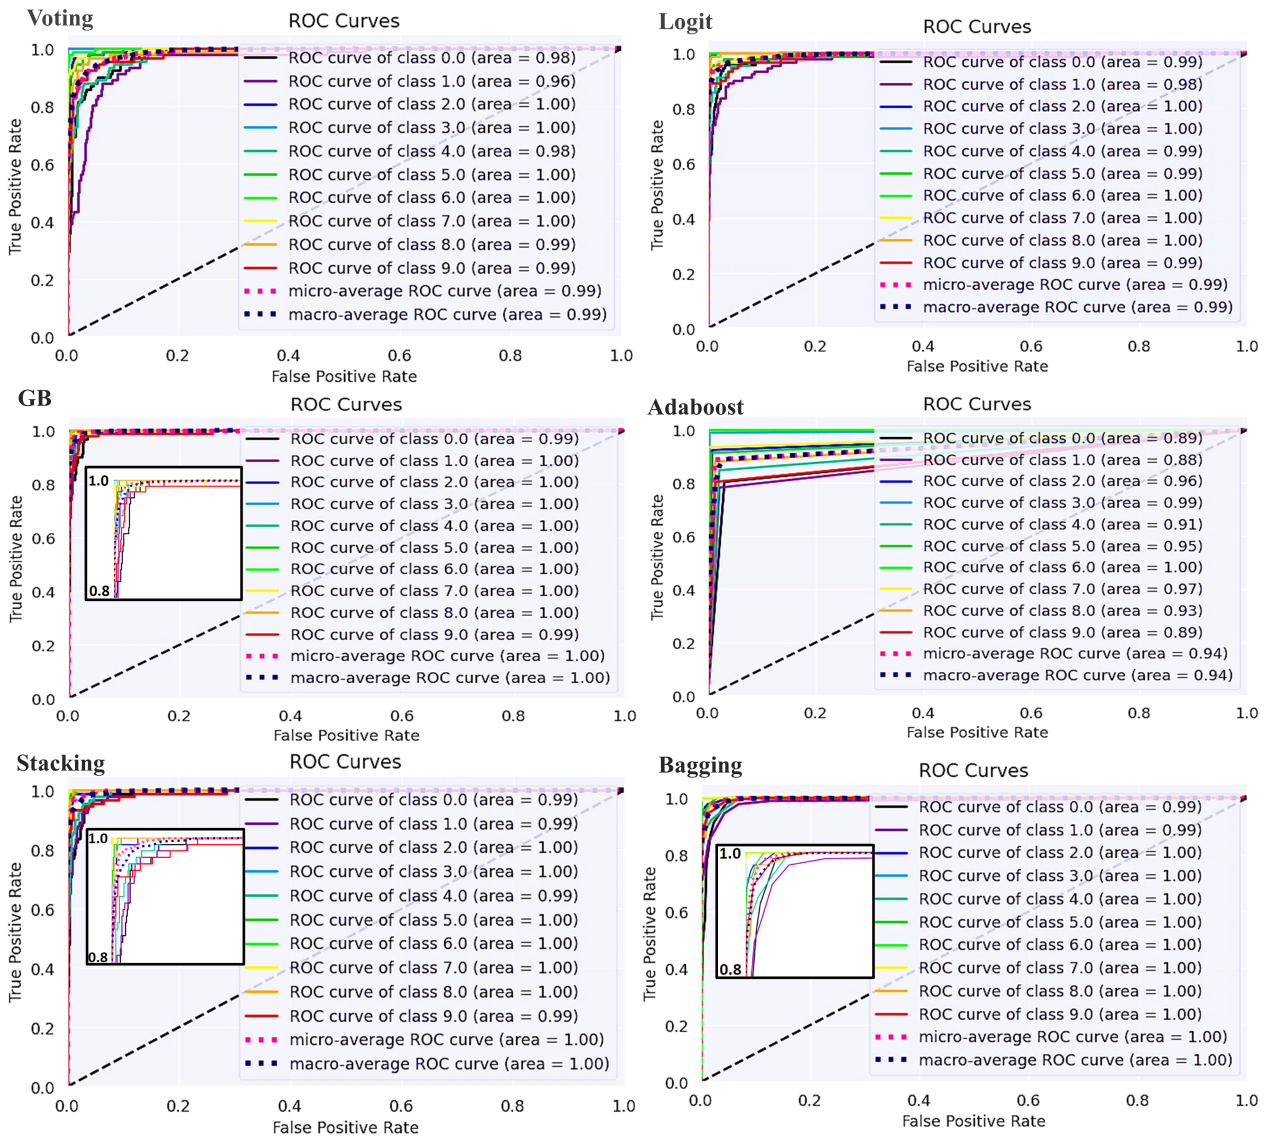 Voting
ROC Curves
1.0
0.8
0.6
0.4
0.2
0.0
True Positive Rate
ROC curve of class 0.0 (area = 0.98)
ROC curve of class 1.0 (area = 0.96)
ROC curve of class 2.0 (area = 1.00)
ROC curve of class 3.0 (area = 1.00)
ROC curve of class 4.0 (area = 0.98)
ROC curve of class 5.0 (area = 1.00)
ROC curve of class 6.0 (area = 1.00)
ROC curve of class 7.0 (area = 1.00)
ROC curve of class 8.0 (area = 0.99)
ROC curve of class 9.0 (area = 0.99)
micro-average ROC curve (area = 0.99)
macro-average ROC curve (area = 0.99)
0.0 0.2 0.4 0.6 0.8 1.0
False Positive Rate
Logit
ROC Curves
1.0
0.8
0.6
0.4
0.2
0.0
True Positive Rate
ROC curve of class 0.0 (area = 0.99)
ROC curve of class 1.0 (area = 0.98)
ROC curve of class 2.0 (area = 1.00)
ROC curve of class 3.0 (area = 1.00)
ROC curve of class 4.0 (area = 0.99)
ROC curve of class 5.0 (area = 0.99)
ROC curve of class 6.0 (area = 1.00)
ROC curve of class 7.0 (area = 1.00)
ROC curve of class 8.0 (area = 1.00)
ROC curve of class 9.0 (area = 0.99)
micro-average ROC curve (area = 0.99)
macro-average ROC curve (area = 0.99)
0.0 0.2 0.4 0.6 0.8 1.0
False Positive Rate
GB
ROC Curves
1.0
0.8
0.6
0.4
0.2
0.0
True Positive Rate
1.0
0.8
ROC curve of class 0.0 (area = 0.99)
ROC curve of class 1.0 (area = 1.00)
ROC curve of class 2.0 (area = 1.00)
ROC curve of class 3.0 (area = 1.00)
ROC curve of class 4.0 (area = 1.00)
ROC curve of class 5.0 (area = 1.00)
ROC curve of class 6.0 (area = 1.00)
ROC curve of class 7.0 (area = 1.00)
ROC curve of class 8.0 (area = 1.00)
ROC curve of class 9.0 (area = 0.99)
micro-average ROC curve (area = 1.00)
macro-average ROC curve (area = 1.00)
0.0 0.2 0.4 0.6 0.8 1.0
False Positive Rate
Adaboost
ROC Curves
1.0
0.8
0.6
0.4
0.2
0.0
True Positive Rate
ROC curve of class 0.0 (area = 0.89)
ROC curve of class 1.0 (area = 0.88)
ROC curve of class 2.0 (area = 0.96)
ROC curve of class 3.0 (area = 0.99)
ROC curve of class 4.0 (area = 0.91)
ROC curve of class 5.0 (area = 0.95)
ROC curve of class 6.0 (area = 1.00)
ROC curve of class 7.0 (area = 0.97)
ROC curve of class 8.0 (area = 0.93)
ROC curve of class 9.0 (area = 0.89)
micro-average ROC curve (area = 0.94)
macro-average ROC curve (area = 0.94)
0.0 0.2 0.4 0.6 0.8 1.0
False Positive Rate
Stacking
ROC Curves
1.0
0.8
0.6
0.4
0.2
0.0
True Positive Rate
1.0
0.8
ROC curve of class 0.0 (area = 0.99)
ROC curve of class 1.0 (area = 0.99)
ROC curve of class 2.0 (area = 1.00)
ROC curve of class 3.0 (area = 1.00)
ROC curve of class 4.0 (area = 0.99)
ROC curve of class 5.0 (area = 1.00)
ROC curve of class 6.0 (area = 1.00)
ROC curve of class 7.0 (area = 1.00)
ROC curve of class 8.0 (area = 1.00)
ROC curve of class 9.0 (area = 0.99)
micro-average ROC curve (area = 1.00)
macro-average ROC curve (area = 1.00)
0.0 0.2 0.4 0.6 0.8 1.0
False Positive Rate
Bagging
ROC Curves
1.0
0.8
0.6
0.4
0.2
0.0
True Positive Rate
1.0
0.8
ROC curve of class 0.0 (area = 0.99)
ROC curve of class 1.0 (area = 0.99)
ROC curve of class 2.0 (area = 1.00)
ROC curve of class 3.0 (area = 1.00)
ROC curve of class 4.0 (area = 1.00)
ROC curve of class 5.0 (area = 1.00)
ROC curve of class 6.0 (area = 1.00)
ROC curve of class 7.0 (area = 1.00)
ROC curve of class 8.0 (area = 1.00)
ROC curve of class 9.0 (area = 1.00)
micro-average ROC curve (area = 1.00)
macro-average ROC curve (area = 1.00)
0.0 0.2 0.4 0.6 0.8 1.0
False Positive Rate